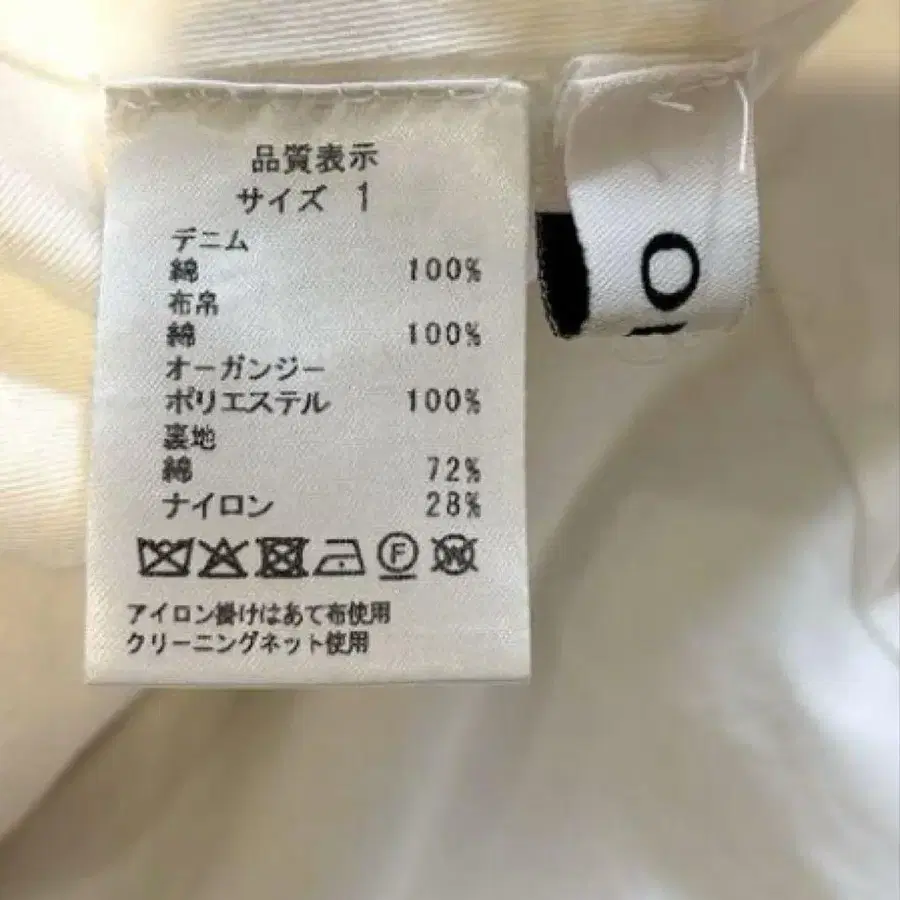 品質表示
サイズ 1
デニム
綿 100%
布帛
綿 100%
オーガンジー
ポリエステル 100%
裏地
綿 72%
ナイロン 28%
F W
アイロン掛けはあて布使用
クリーニングネット使用